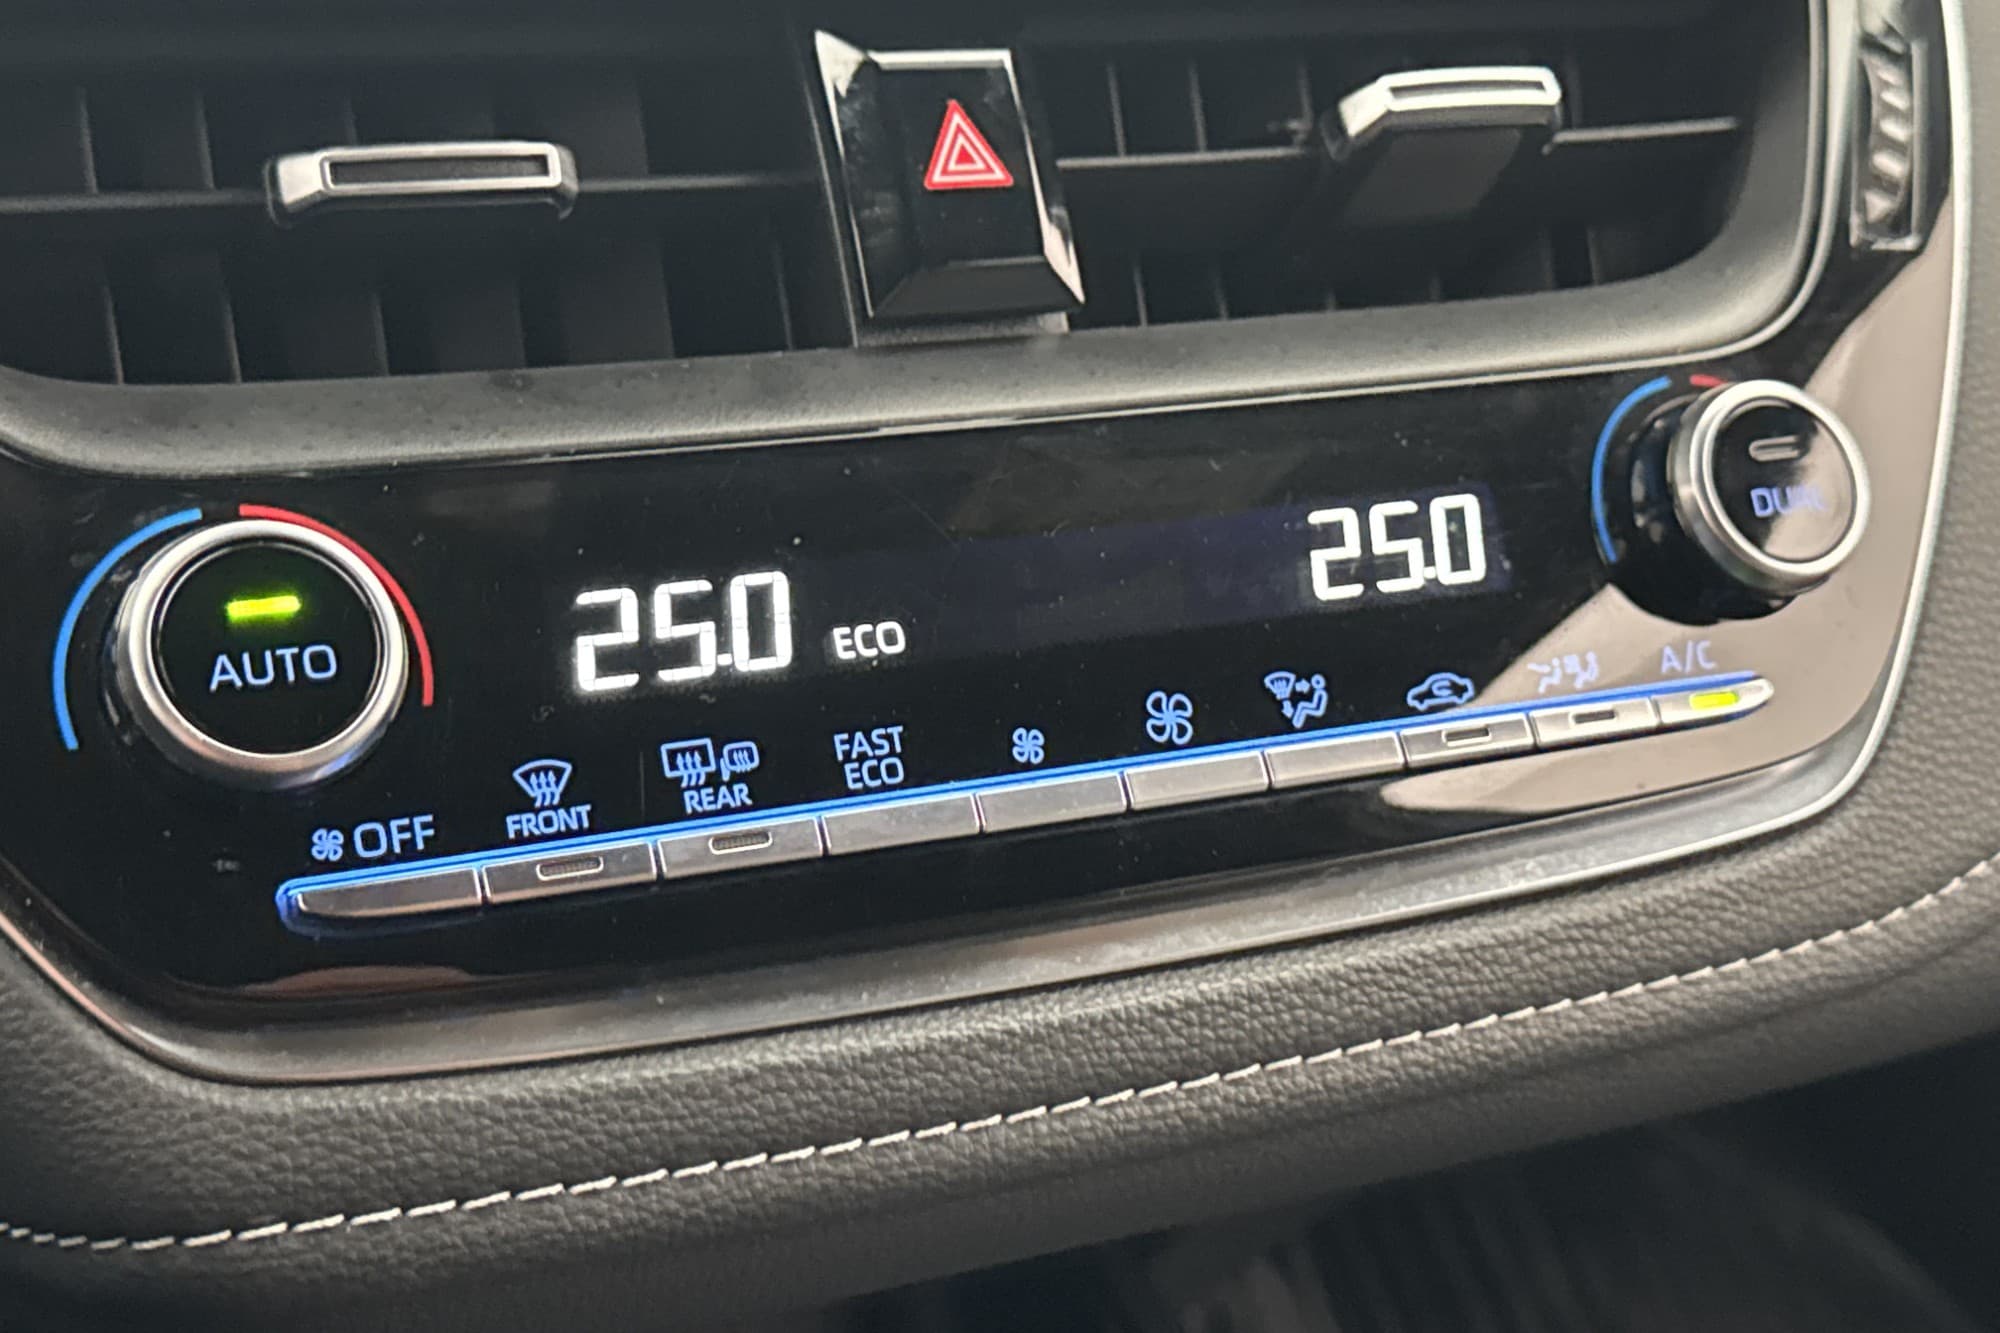 DUAL
25.0
25.0 ECO
AUTO
A/C
FAST
ECO
REAR
FRONT
OFF